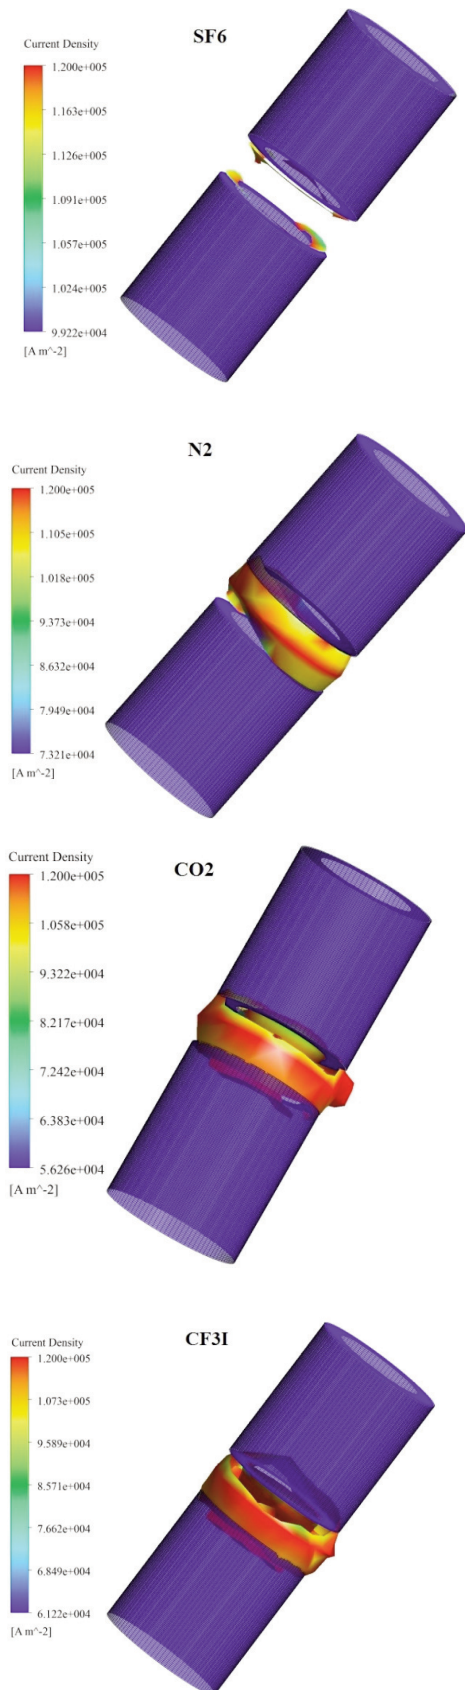 SF6
Current Density
1.200e+005
1.163e+005
1.126e+005
1.091e+005
1.057e+005
1.024e+005
9.922e+004
[A m^-2]
N2
Current Density
1.200e+005
1.105e+005
1.018e+005
9.373e+004
8.632e+004
7.949e+004
7.321e+004
[A m^-2]
CO2
Current Density
1.200e+005
1.058e+005
9.322e+004
8.217e+004
7.242e+004
6.383e+004
5.626e+004
[A m^-2]
CF3I
Current Density
1.200e+005
1.073e+005
9.589e+004
8.571e+004
7.662e+004
6.849e+004
6.122e+004
[A m^-2]